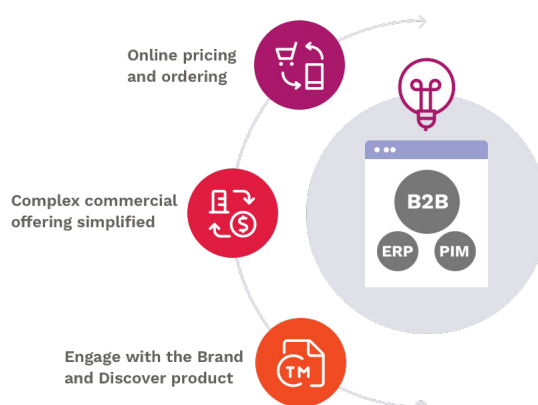 Online pricing
and ordering
Complex commercial
offering simplified
$
B2B
ERP
PIM
Engage with the Brand
and Discover product
TM